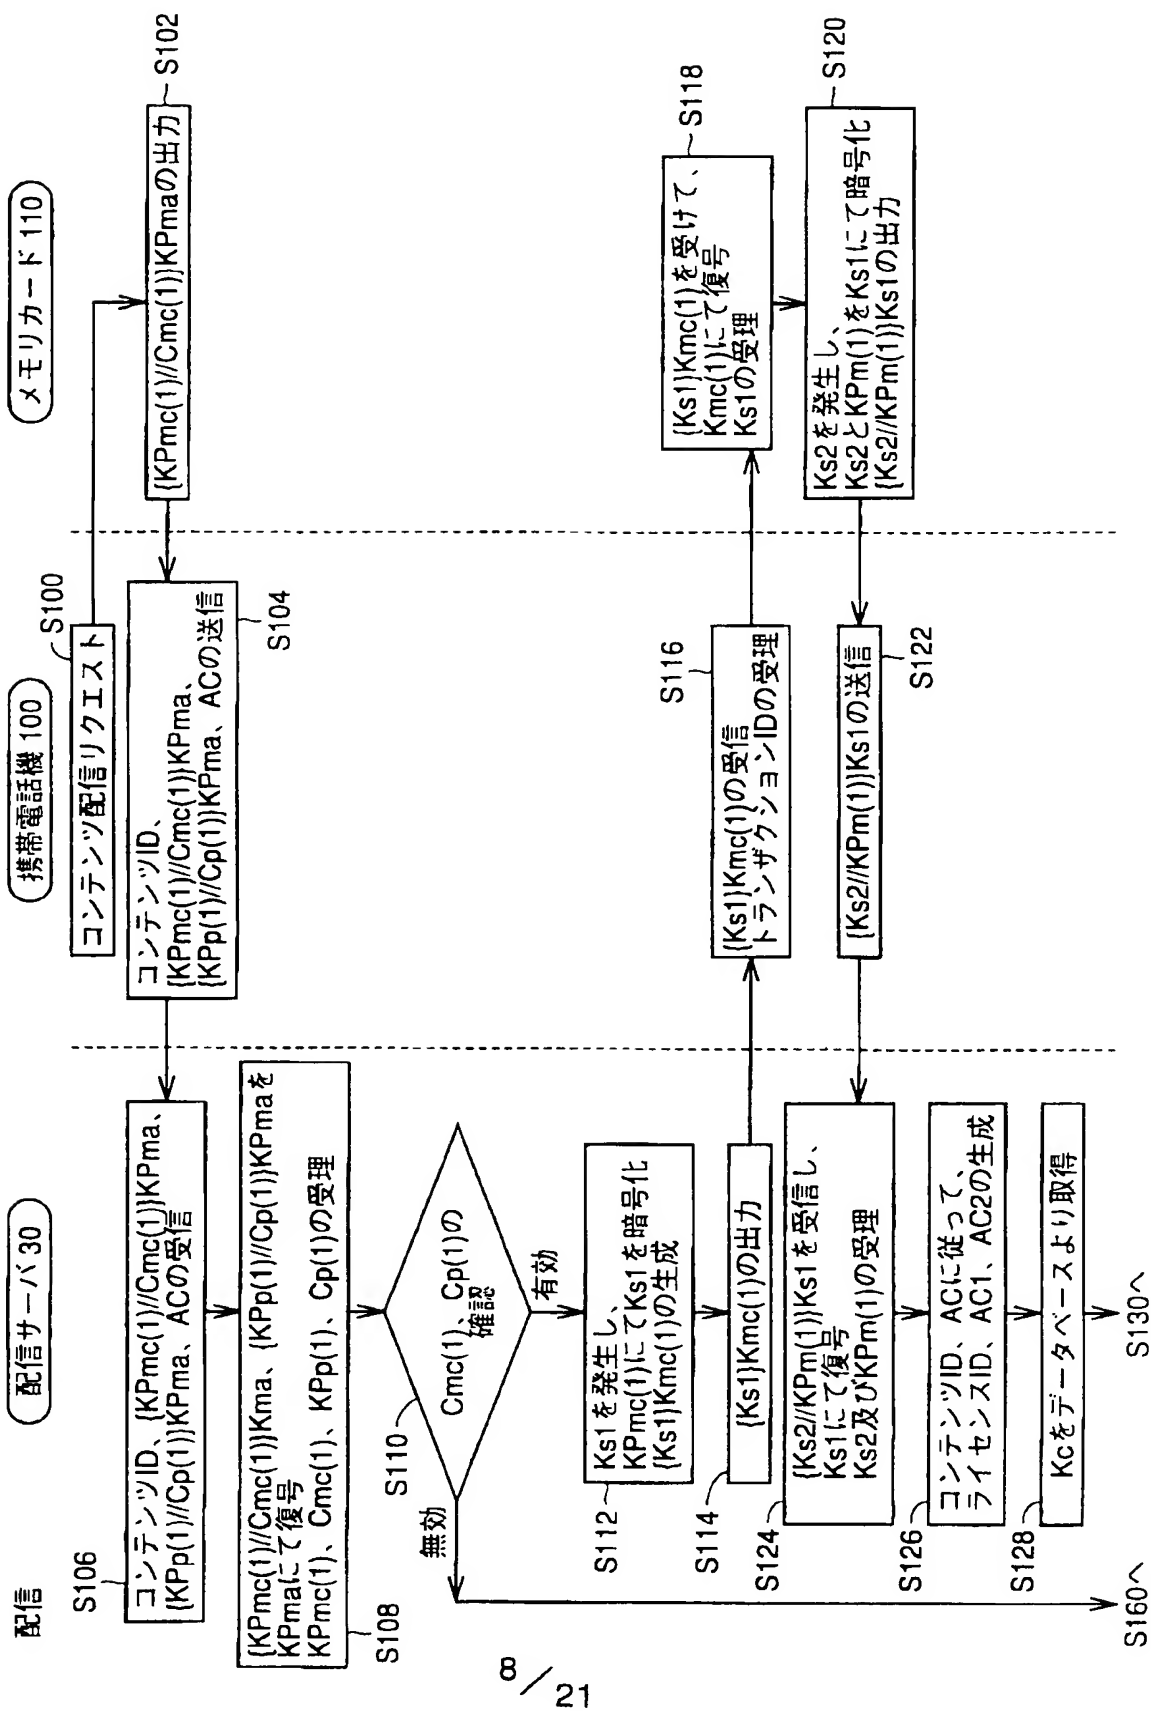 配信
配信サーバ 30
携帯電話機 100
メモリカード 110
S100
コンテンツ配信リクエスト
S102
{KPmc(1)//Cmc(1)}KPmaの出力
S104
コンテンツID、
{KPmc(1)//Cmc(1)}KPma、
{KPp(1)//Cp(1)}KPma、ACの送信
S106
コンテンツID、{KPmc(1)//Cmc(1)}KPma、
{KPp(1)//Cp(1)}KPma、ACの受信
S108
{KPmc(1)//Cmc(1)}Kma、{KPp(1)//Cp(1)}KPmaを
KPmaにて復号
KPmc(1)、Cmc(1)、KPp(1)、Cp(1)の受理
S110
Cmc(1)、Cp(1)の
確認
無効
有効
S112
Ks1を発生し、
KPmc(1)にてKs1を暗号化
{Ks1}Kmc(1)の生成
S114
{Ks1}Kmc(1)の出力
S116
{Ks1}Kmc(1)の受信
トランザクションIDの受理
S118
{Ks1}Kmc(1)を受けて、
Kmc(1)にて復号
Ks1の受理
S120
Ks2を発生し、
Ks2とKPm(1)をKs1にて暗号化
{Ks2//KPm(1)}Ks1の出力
S122
{Ks2//KPm(1)}Ks1の送信
S124
{Ks2//KPm(1)}Ks1を受信し、
Ks1にて復号
Ks2及びKPm(1)の受理
S126
コンテンツID、ACに従って、
ライセンスID、AC1、AC2の生成
S128
Kcをデータベースより取得
S160へ
S130へ
8/21